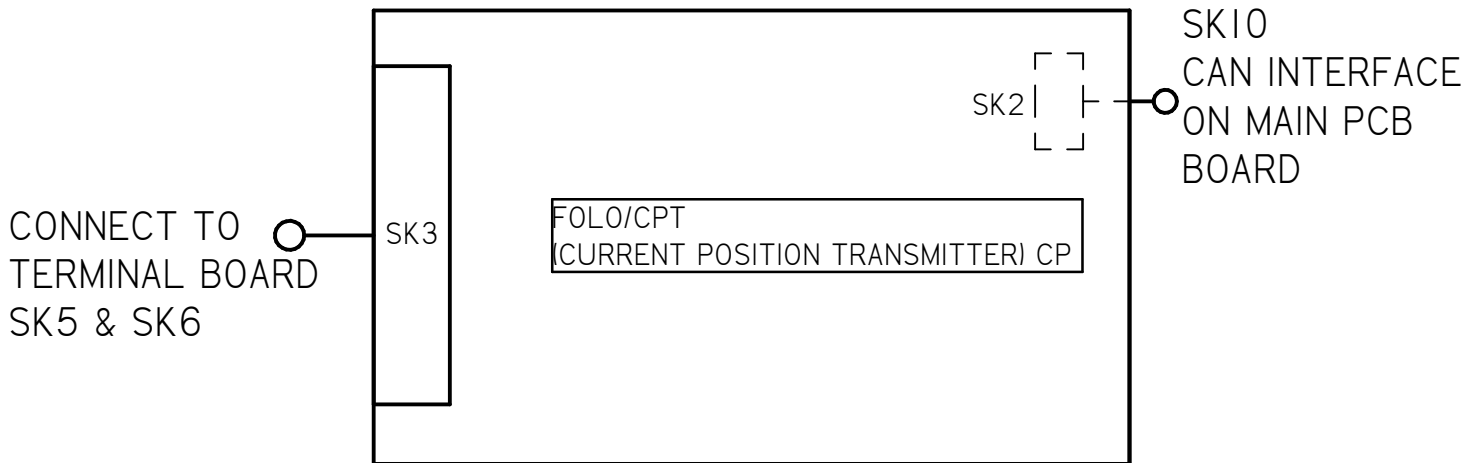 SK10
CAN INTERFACE
ON MAIN PCB
BOARD
SK2
CONNECT TO
TERMINAL BOARD
SK5 & SK6
SK3
FOLO/CPT
(CURRENT POSITION TRANSMITTER) CP